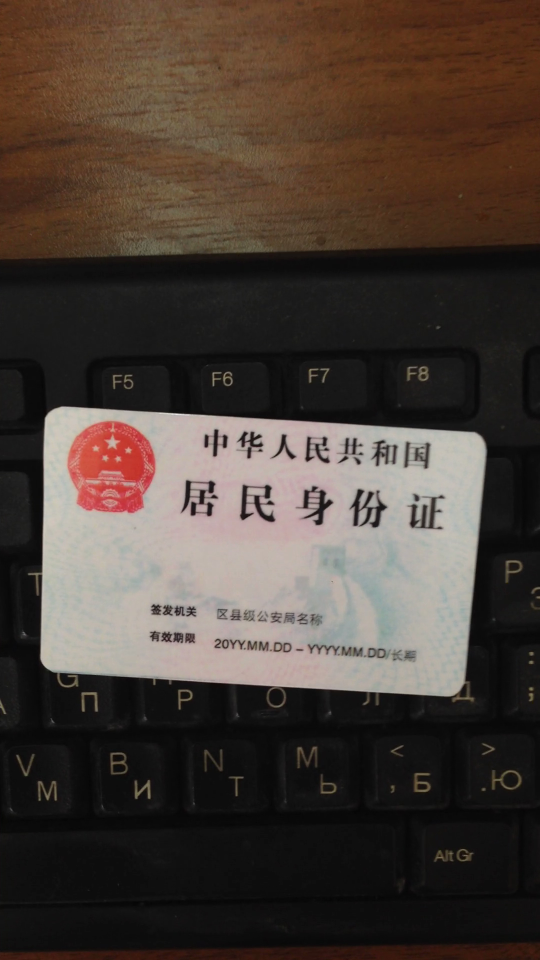 F5 F6 F7 F8
中华人民共和国
居民身份证
签发机关 区县级公安局名称
有效期限 20YY.MM.DD – YYYY.MM.DD/长期
T P З
G П Р О Л Д : ;
V М B И N Т M Ь < , Б > . Ю
Alt Gr